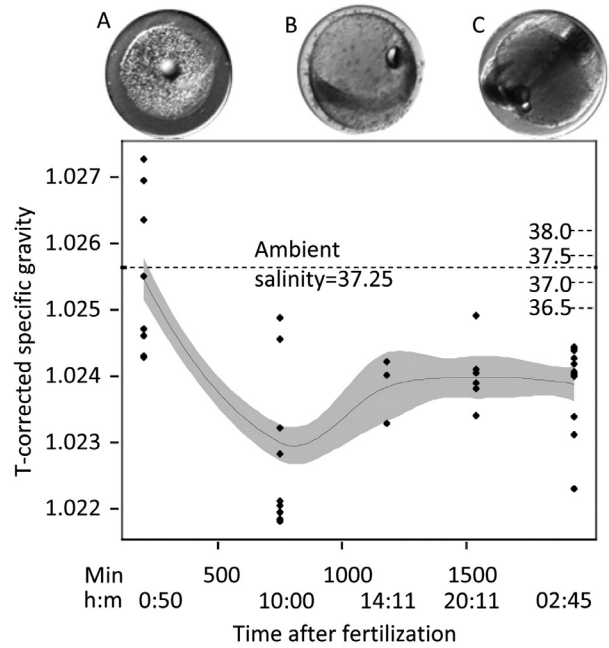 A B C
T-corrected specific gravity
1.027
1.026
1.025
1.024
1.023
1.022
Ambient
salinity=37.25
38.0
37.5
37.0
36.5
Min 500 1000 1500
h:m 0:50 10:00 14:11 20:11 02:45
Time after fertilization